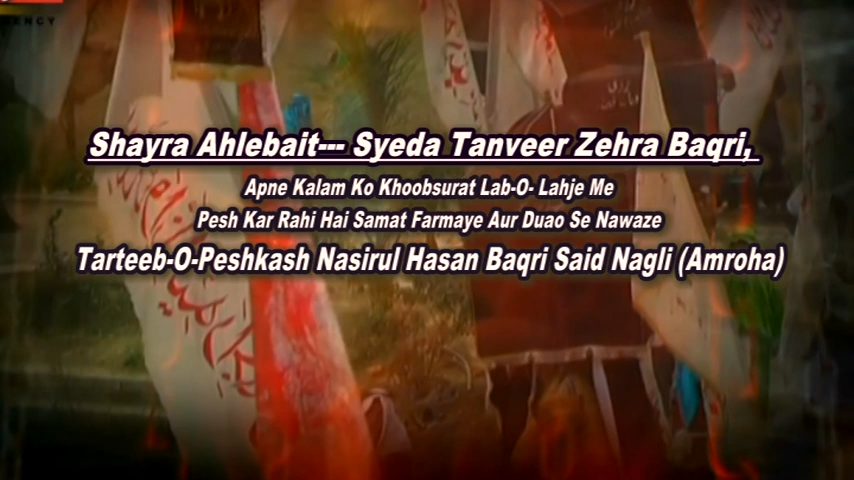 ENCY
Shayra Ahlebait--- Syeda Tanveer Zehra Baqri,
Apne Kalam Ko Khoobsurat Lab-O- Lahje Me
Pesh Kar Rahi Hai Samat Farmaye Aur Duao Se Nawaze
Tarteeb-O-Peshkash Nasirul Hasan Baqri Said Nagli (Amroha)